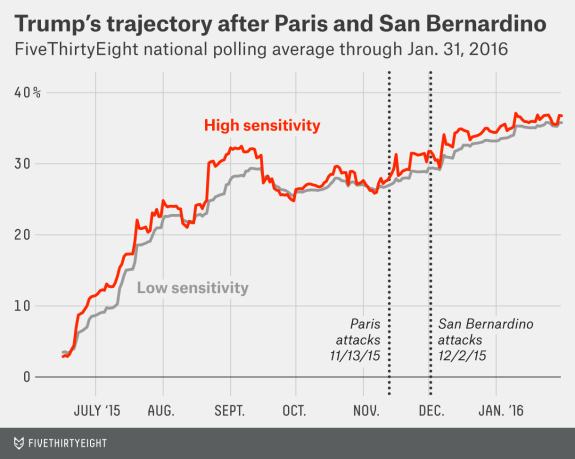 Trump's trajectory after Paris and San Bernardino
FiveThirtyEight national polling average through Jan. 31, 2016
40%
High sensitivity
30
20
Low sensitivity
10
Paris
attacks
11/13/15
San Bernardino
attacks
12/2/15
0
JULY '15 AUG. SEPT. OCT. NOV. DEC. JAN. '16
FIVETHIRTYEIGHT